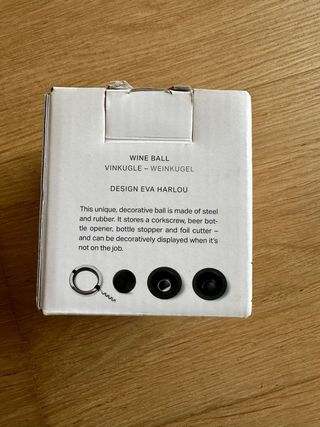 WINE BALL
VINKUGLE – WEINKUGEL
DESIGN EVA HARLOU
This unique, decorative ball is made of steel
and rubber. It stores a corkscrew, beer bot-
tle opener, bottle stopper and foil cutter –
and can be decoratively displayed when it's
not on the job.